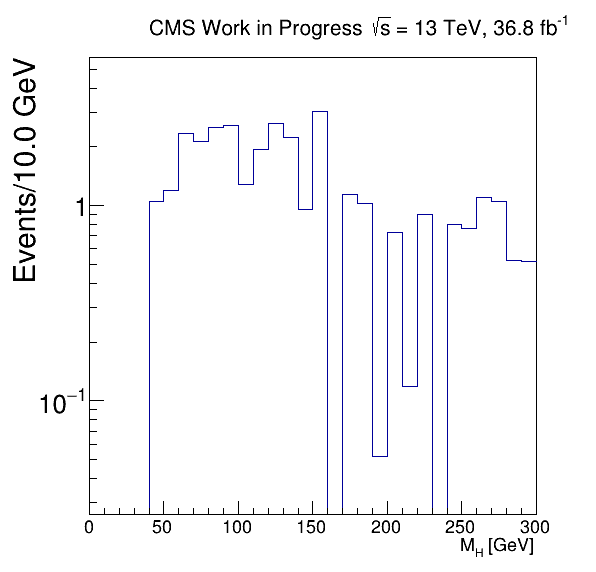 CMS Work in Progress √s = 13 TeV, 36.8 fb⁻¹
Events/10.0 GeV
1
10⁻¹
0 50 100 150 200 250 300
M_H [GeV]